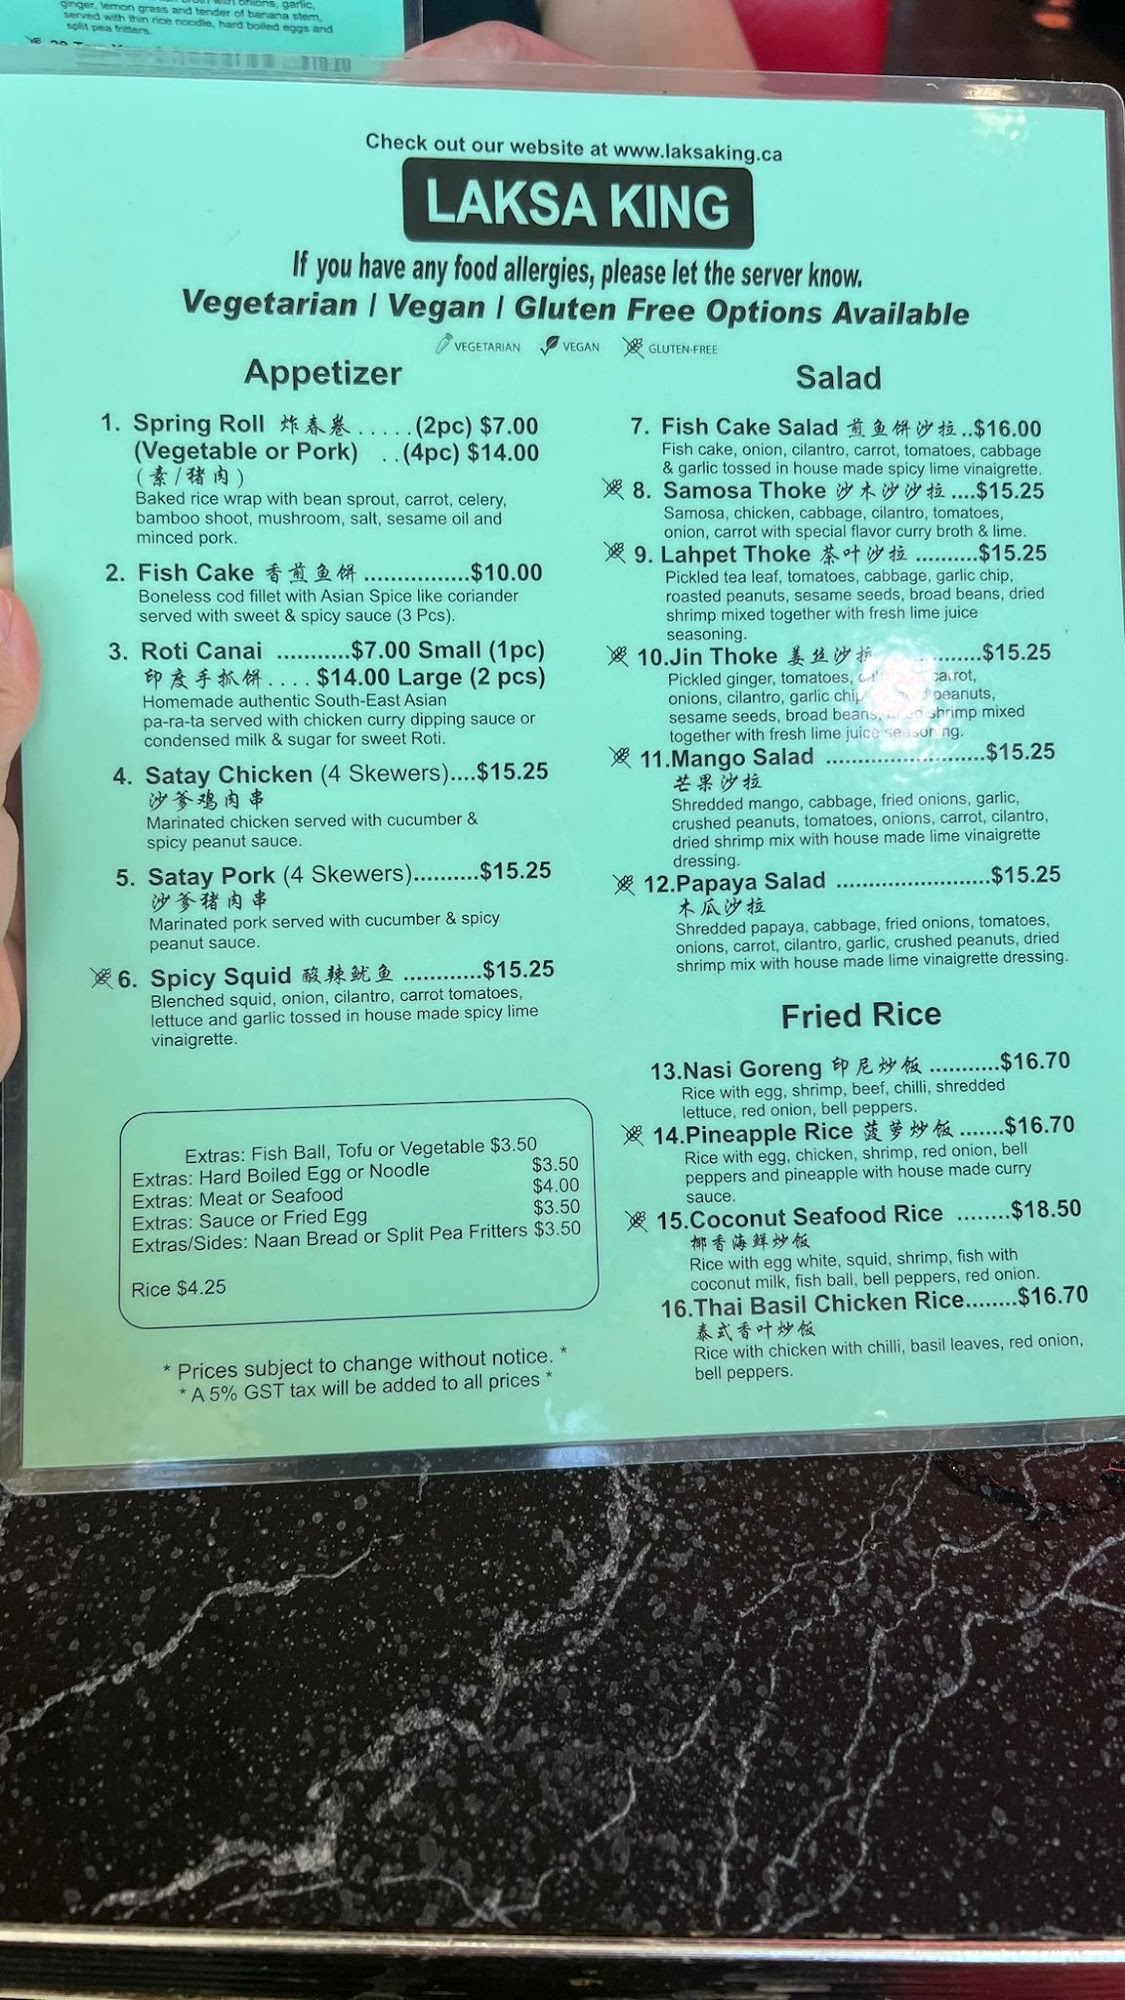 ginger, lemon grass and tender of banana stem,
served with thin rice noodle, hard boiled eggs and
split pea fritters.
Check out our website at www.laksaking.ca
LAKSA KING
If you have any food allergies, please let the server know.
Vegetarian / Vegan / Gluten Free Options Available
VEGETARIAN VEGAN GLUTEN-FREE
Appetizer
1. Spring Roll 炸春卷.....(2pc) $7.00
(Vegetable or Pork) ..(4pc) $14.00
(素/猪肉)
Baked rice wrap with bean sprout, carrot, celery,
bamboo shoot, mushroom, salt, sesame oil and
minced pork.
2. Fish Cake 香煎鱼饼................$10.00
Boneless cod fillet with Asian Spice like coriander
served with sweet & spicy sauce (3 Pcs).
3. Roti Canai ...........$7.00 Small (1pc)
印度手抓饼.... $14.00 Large (2 pcs)
Homemade authentic South-East Asian
pa-ra-ta served with chicken curry dipping sauce or
condensed milk & sugar for sweet Roti.
4. Satay Chicken (4 Skewers)....$15.25
沙爹鸡肉串
Marinated chicken served with cucumber &
spicy peanut sauce.
5. Satay Pork (4 Skewers)..........$15.25
沙爹猪肉串
Marinated pork served with cucumber & spicy
peanut sauce.
6. Spicy Squid 酸辣鱿鱼 ............$15.25
Blenched squid, onion, cilantro, carrot tomatoes,
lettuce and garlic tossed in house made spicy lime
vinaigrette.
Extras: Fish Ball, Tofu or Vegetable $3.50
Extras: Hard Boiled Egg or Noodle $3.50
Extras: Meat or Seafood $4.00
Extras: Sauce or Fried Egg $3.50
Extras/Sides: Naan Bread or Split Pea Fritters $3.50
Rice $4.25
* Prices subject to change without notice. *
* A 5% GST tax will be added to all prices *
Salad
7. Fish Cake Salad 煎鱼饼沙拉..$16.00
Fish cake, onion, cilantro, carrot, tomatoes, cabbage
& garlic tossed in house made spicy lime vinaigrette.
8. Samosa Thoke 沙木沙沙拉....$15.25
Samosa, chicken, cabbage, cilantro, tomatoes,
onion, carrot with special flavor curry broth & lime.
9. Lahpet Thoke 茶叶沙拉 ..........$15.25
Pickled tea leaf, tomatoes, cabbage, garlic chip,
roasted peanuts, sesame seeds, broad beans, dried
shrimp mixed together with fresh lime juice
seasoning.
10.Jin Thoke 姜丝沙拉 ...........$15.25
Pickled ginger, tomatoes, carrot,
onions, cilantro, garlic chip peanuts,
sesame seeds, broad beans, dried shrimp mixed
together with fresh lime juice seasoning.
11.Mango Salad .........................$15.25
芒果沙拉
Shredded mango, cabbage, fried onions, garlic,
crushed peanuts, tomatoes, onions, carrot, cilantro,
dried shrimp mix with house made lime vinaigrette
dressing.
12.Papaya Salad ........................$15.25
木瓜沙拉
Shredded papaya, cabbage, fried onions, tomatoes,
onions, carrot, cilantro, garlic, crushed peanuts, dried
shrimp mix with house made lime vinaigrette dressing.
Fried Rice
13.Nasi Goreng 印尼炒饭 ...........$16.70
Rice with egg, shrimp, beef, chilli, shredded
lettuce, red onion, bell peppers.
14.Pineapple Rice 菠萝炒饭.......$16.70
Rice with egg, chicken, shrimp, red onion, bell
peppers and pineapple with house made curry
sauce.
15.Coconut Seafood Rice ........$18.50
椰香海鲜炒饭
Rice with egg white, squid, shrimp, fish with
coconut milk, fish ball, bell peppers, red onion.
16.Thai Basil Chicken Rice........$16.70
泰式香叶炒饭
Rice with chicken with chilli, basil leaves, red onion,
bell peppers.